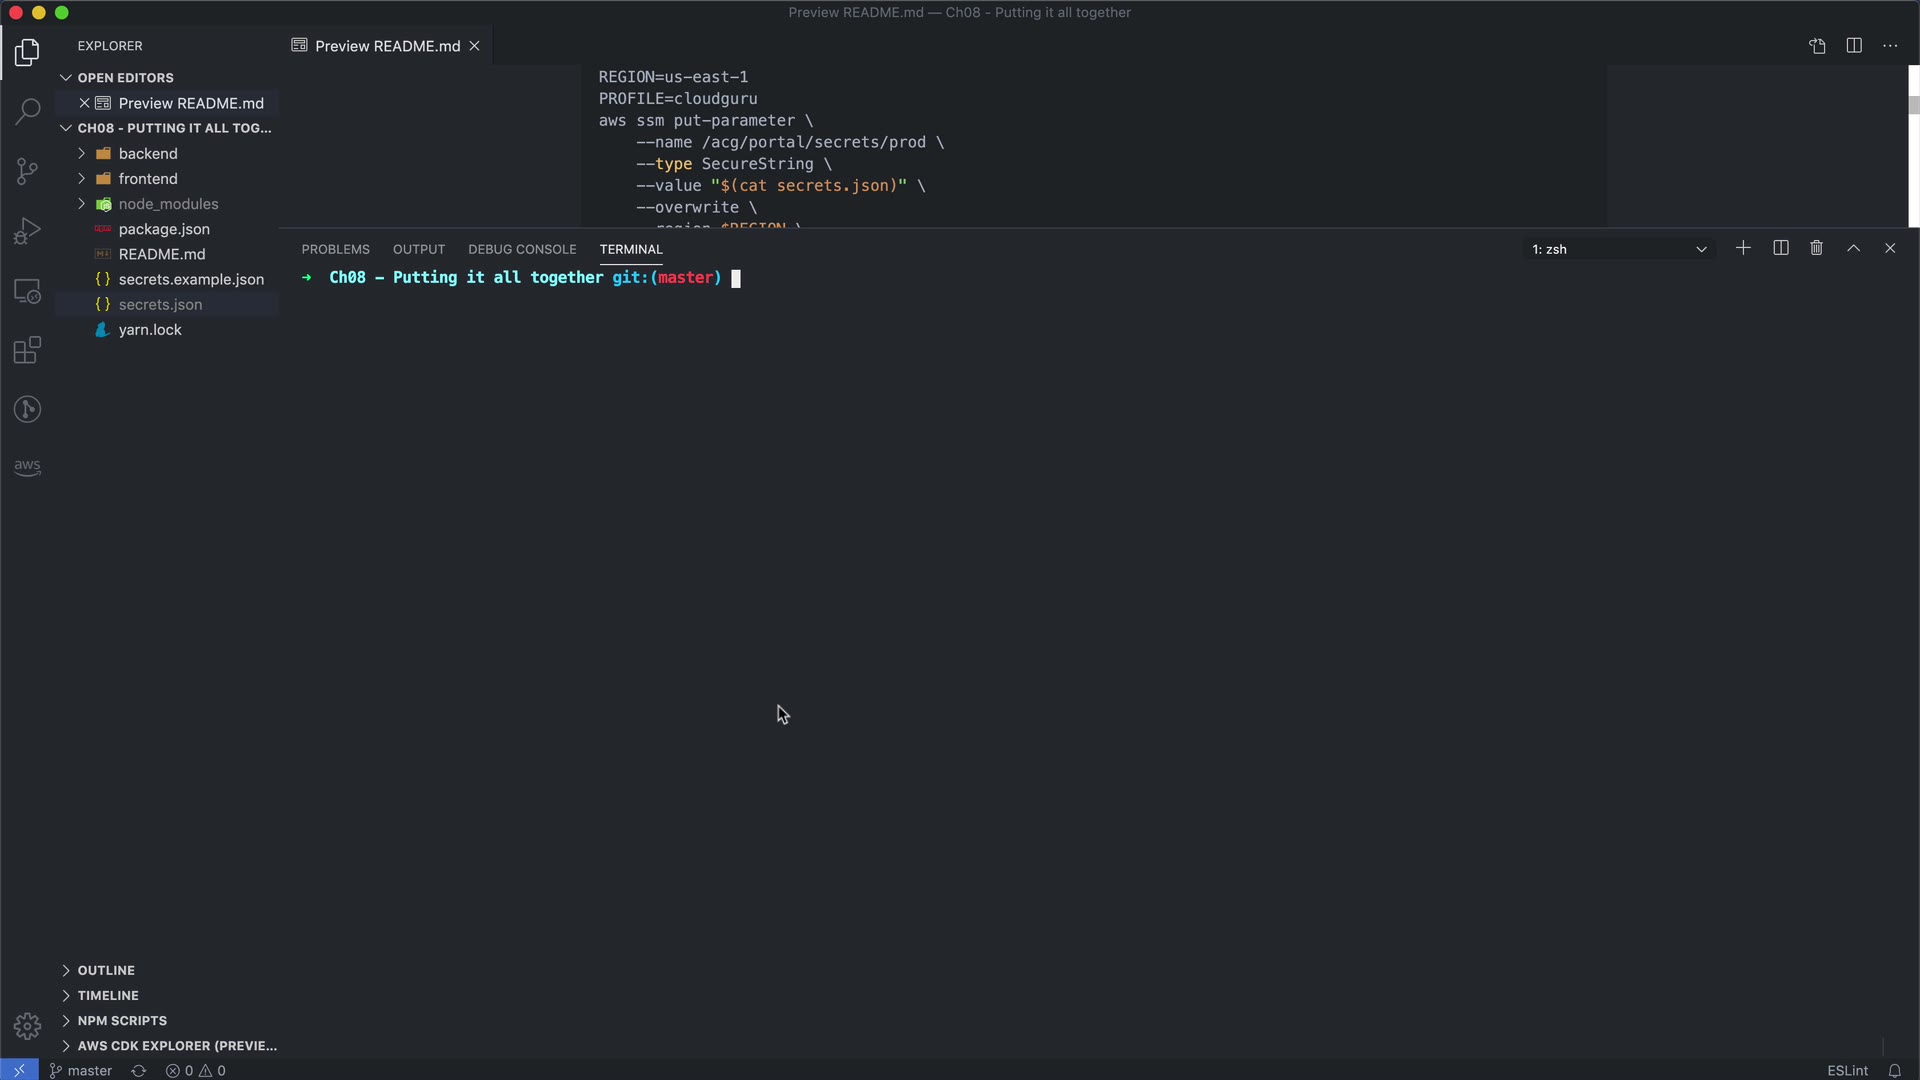 Preview README.md — Ch08 - Putting it all together
EXPLORER
Preview README.md
OPEN EDITORS
Preview README.md
CH08 - PUTTING IT ALL TOG...
backend
frontend
node_modules
package.json
README.md
secrets.example.json
secrets.json
yarn.lock
REGION=us-east-1
PROFILE=cloudguru
aws ssm put-parameter \
--name /acg/portal/secrets/prod \
--type SecureString \
--value "$(cat secrets.json)" \
--overwrite \
--region $REGION \
PROBLEMS OUTPUT DEBUG CONSOLE TERMINAL
1: zsh
➜ Ch08 - Putting it all together git:(master)
aws
OUTLINE
TIMELINE
NPM SCRIPTS
AWS CDK EXPLORER (PREVIE...
master 0 0
ESLint